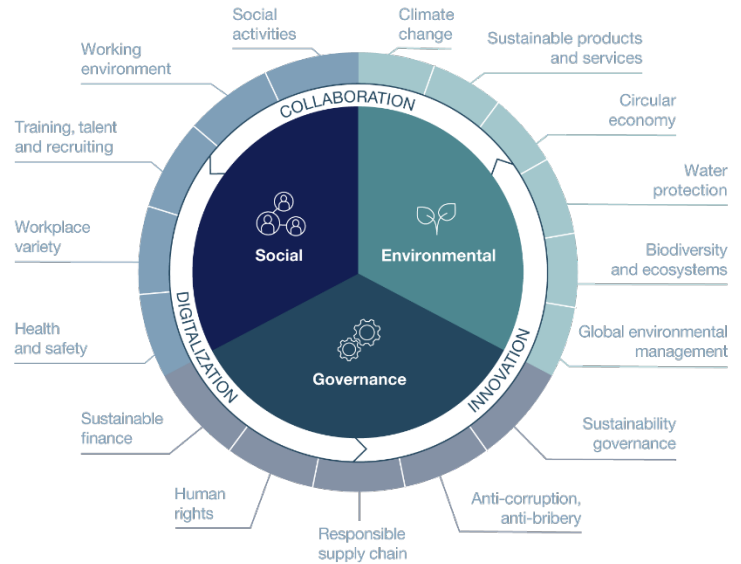 Social
activities
Climate
change
Working
environment
Sustainable products
and services
COLLABORATION
Circular
economy
Training, talent
and recruiting
Water
protection
Workplace
variety
Social
Environmental
Biodiversity
and ecosystems
DIGITALIZATION
INNOVATION
Health
and safety
Global environmental
management
Governance
Sustainable
finance
Sustainability
governance
Human
rights
Anti-corruption,
anti-bribery
Responsible
supply chain